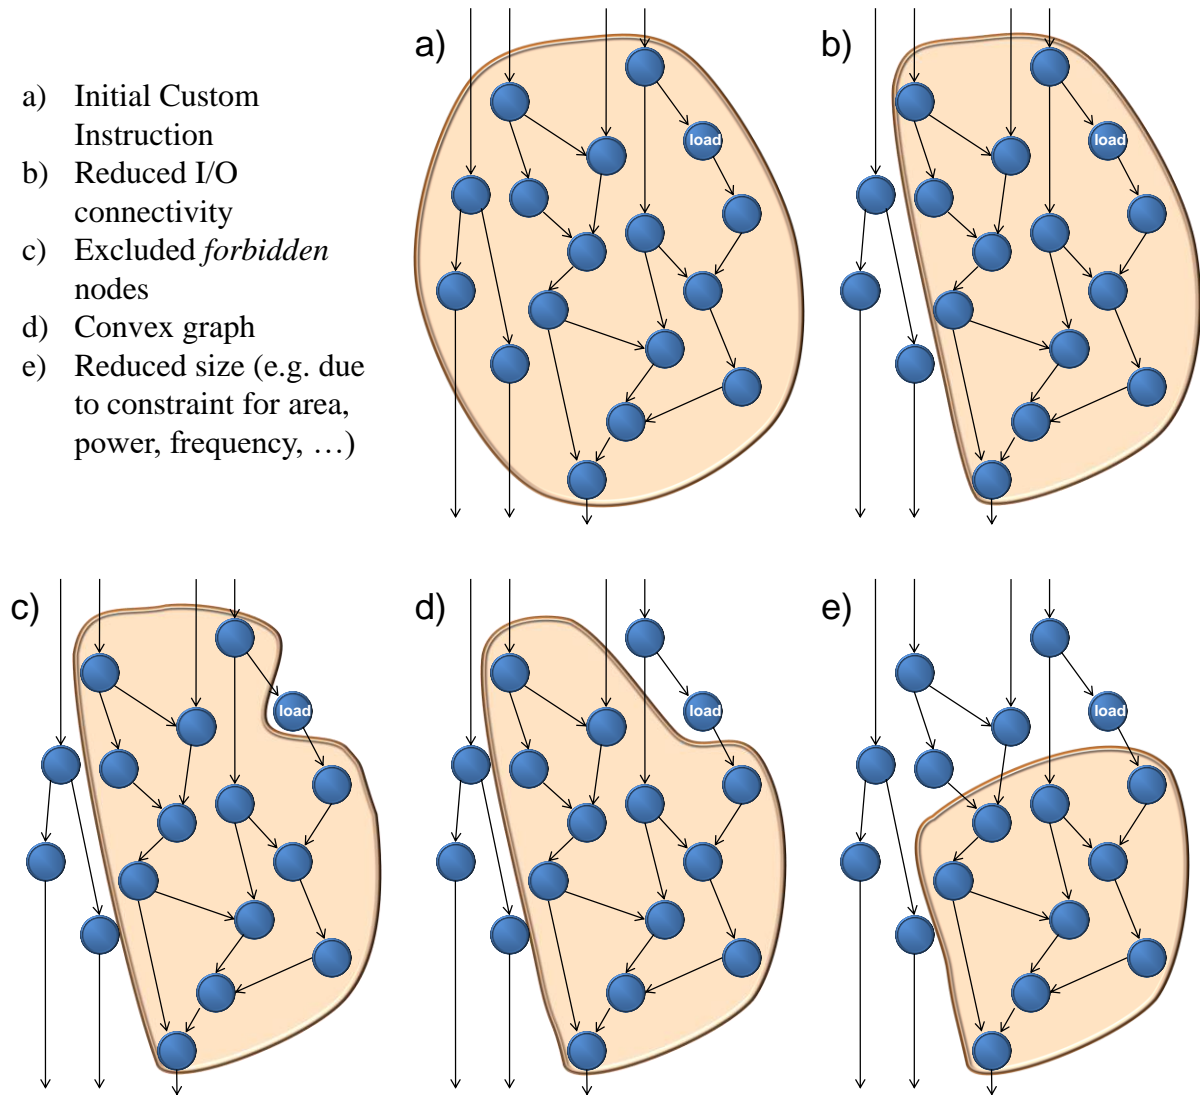 a) Initial Custom
Instruction
b) Reduced I/O
connectivity
c) Excluded forbidden
nodes
d) Convex graph
e) Reduced size (e.g. due
to constraint for area,
power, frequency, …)
a)
load
b)
load
c)
load
d)
load
e)
load